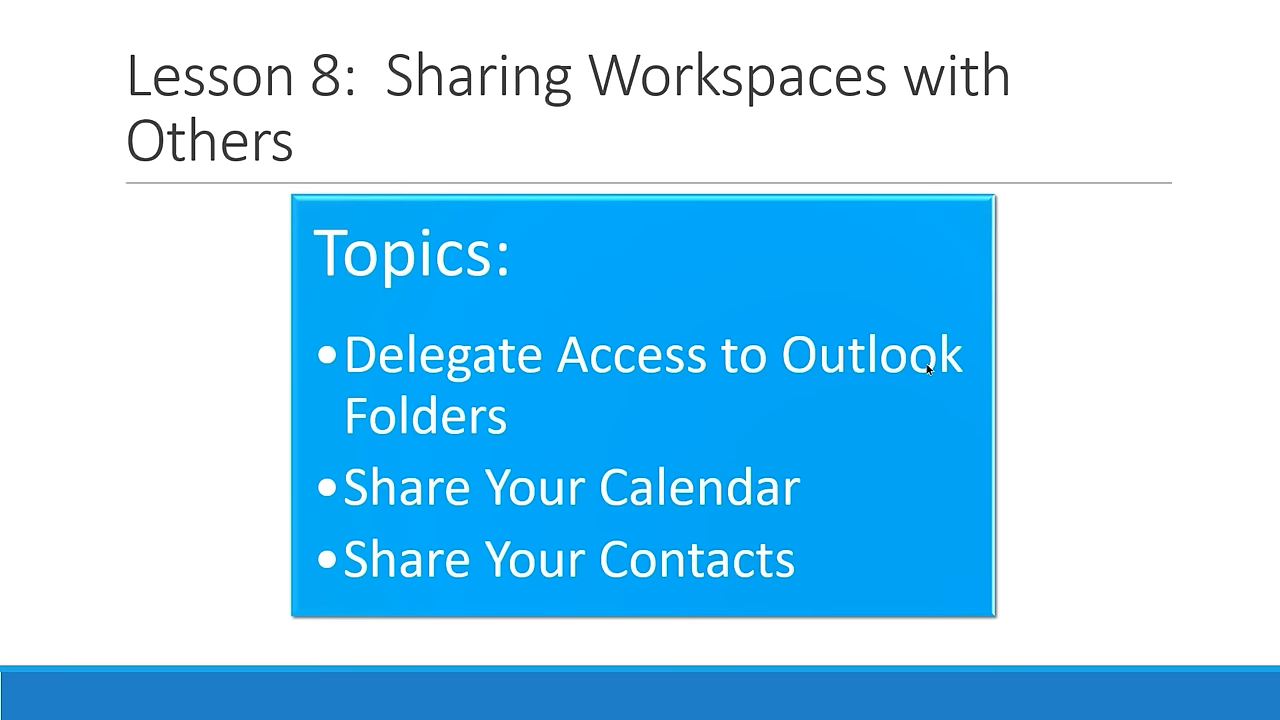 Lesson 8:  Sharing Workspaces with
Others
Topics:
•Delegate Access to Outlook
Folders
•Share Your Calendar
•Share Your Contacts